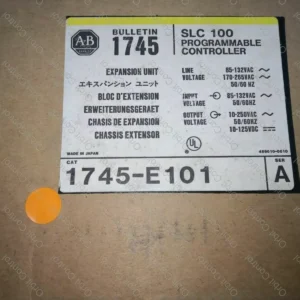 A-B
BULLETIN
1745
SLC 100
PROGRAMMABLE
CONTROLLER
EXPANSION UNIT
エキスパンション ユニット
BLOC D'EXTENSION
ERWEITERUNGSGERAET
CHASIS DE EXPANSION
CHASSIS EXTENSOR
LINE 85-132VAC
VOLTAGE 170-265VAC
50/60 HZ
INPUT 85-132VAC
VOLTAGE 50/60HZ
OUTPUT 10-250VAC
VOLTAGE 50/60HZ
10-125VDC
UL
MADE IN JAPAN
CAT
1745-E101
SER
A